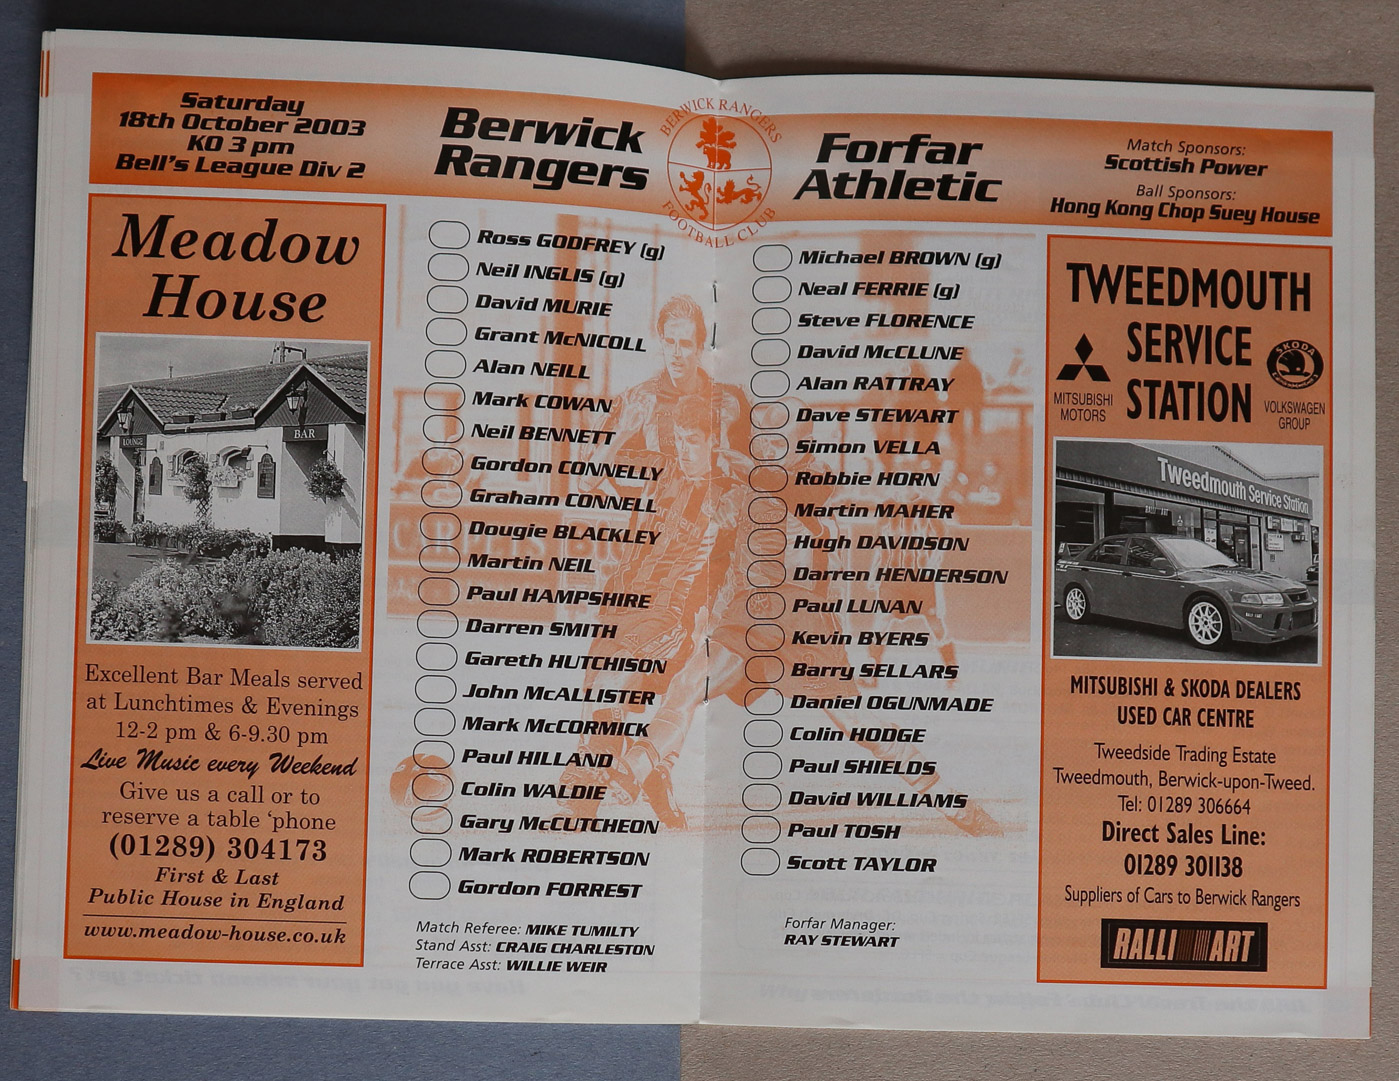 Saturday
18th October 2003
KO 3 pm
Bell's League Div 2
Berwick
Rangers
BERWICK RANGERS
FOOTBALL CLUB
Forfar
Athletic
Match Sponsors:
Scottish Power
Ball Sponsors:
Hong Kong Chop Suey House
Meadow
House
LOUNGE
BAR
Excellent Bar Meals served
at Lunchtimes & Evenings
12-2 pm & 6-9.30 pm
Live Music every Weekend
Give us a call or to
reserve a table 'phone
(01289) 304173
First & Last
Public House in England
www.meadow-house.co.uk
Ross GODFREY (g)
Neil INGLIS (g)
David MURIE
Grant McNICOLL
Alan NEILL
Mark COWAN
Neil BENNETT
Gordon CONNELLY
Graham CONNELL
Dougie BLACKLEY
Martin NEIL
Paul HAMPSHIRE
Darren SMITH
Gareth HUTCHISON
John McALLISTER
Mark McCORMICK
Paul HILLAND
Colin WALDIE
Gary McCUTCHEON
Mark ROBERTSON
Gordon FORREST
Match Referee: MIKE TUMILTY
Stand Asst: CRAIG CHARLESTON
Terrace Asst: WILLIE WEIR
Michael BROWN (g)
Neal FERRIE (g)
Steve FLORENCE
David McCLUNE
Alan RATTRAY
Dave STEWART
Simon VELLA
Robbie HORN
Martin MAHER
Hugh DAVIDSON
Darren HENDERSON
Paul LUNAN
Kevin BYERS
Barry SELLARS
Daniel OGUNMADE
Colin HODGE
Paul SHIELDS
David WILLIAMS
Paul TOSH
Scott TAYLOR
Forfar Manager:
RAY STEWART
TWEEDMOUTH
SERVICE
STATION
MITSUBISHI
MOTORS
SKODA
VOLKSWAGEN
GROUP
Tweedmouth Service Station
MITSUBISHI & SKODA DEALERS
USED CAR CENTRE
Tweedside Trading Estate
Tweedmouth, Berwick-upon-Tweed.
Tel: 01289 306664
Direct Sales Line:
01289 301138
Suppliers of Cars to Berwick Rangers
RALLI ART